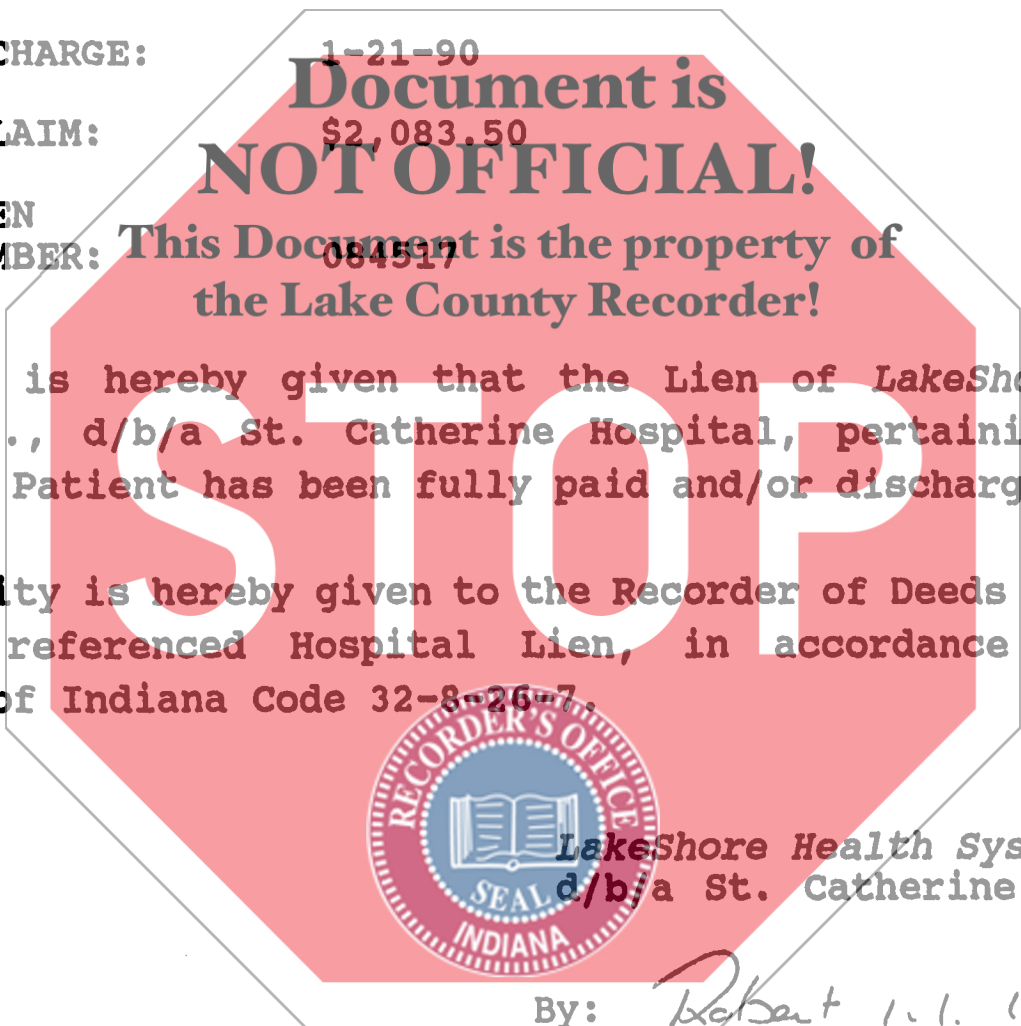 CHARGE: 1-21-90
Document is
LAIM: $2,083.50
NOT OFFICIAL!
EN
MBER: 084517
This Document is the property of
the Lake County Recorder!
is hereby given that the Lien of LakeSho
., d/b/a St. Catherine Hospital, pertaini
Patient has been fully paid and/or discharg
STOP
ity is hereby given to the Recorder of Deeds
referenced Hospital Lien, in accordance
of Indiana Code 32-8-26-7.
RECORDER'S OFFICE
SEAL
INDIANA
LakeShore Health Sys
d/b/a St. Catherine
By: Robert